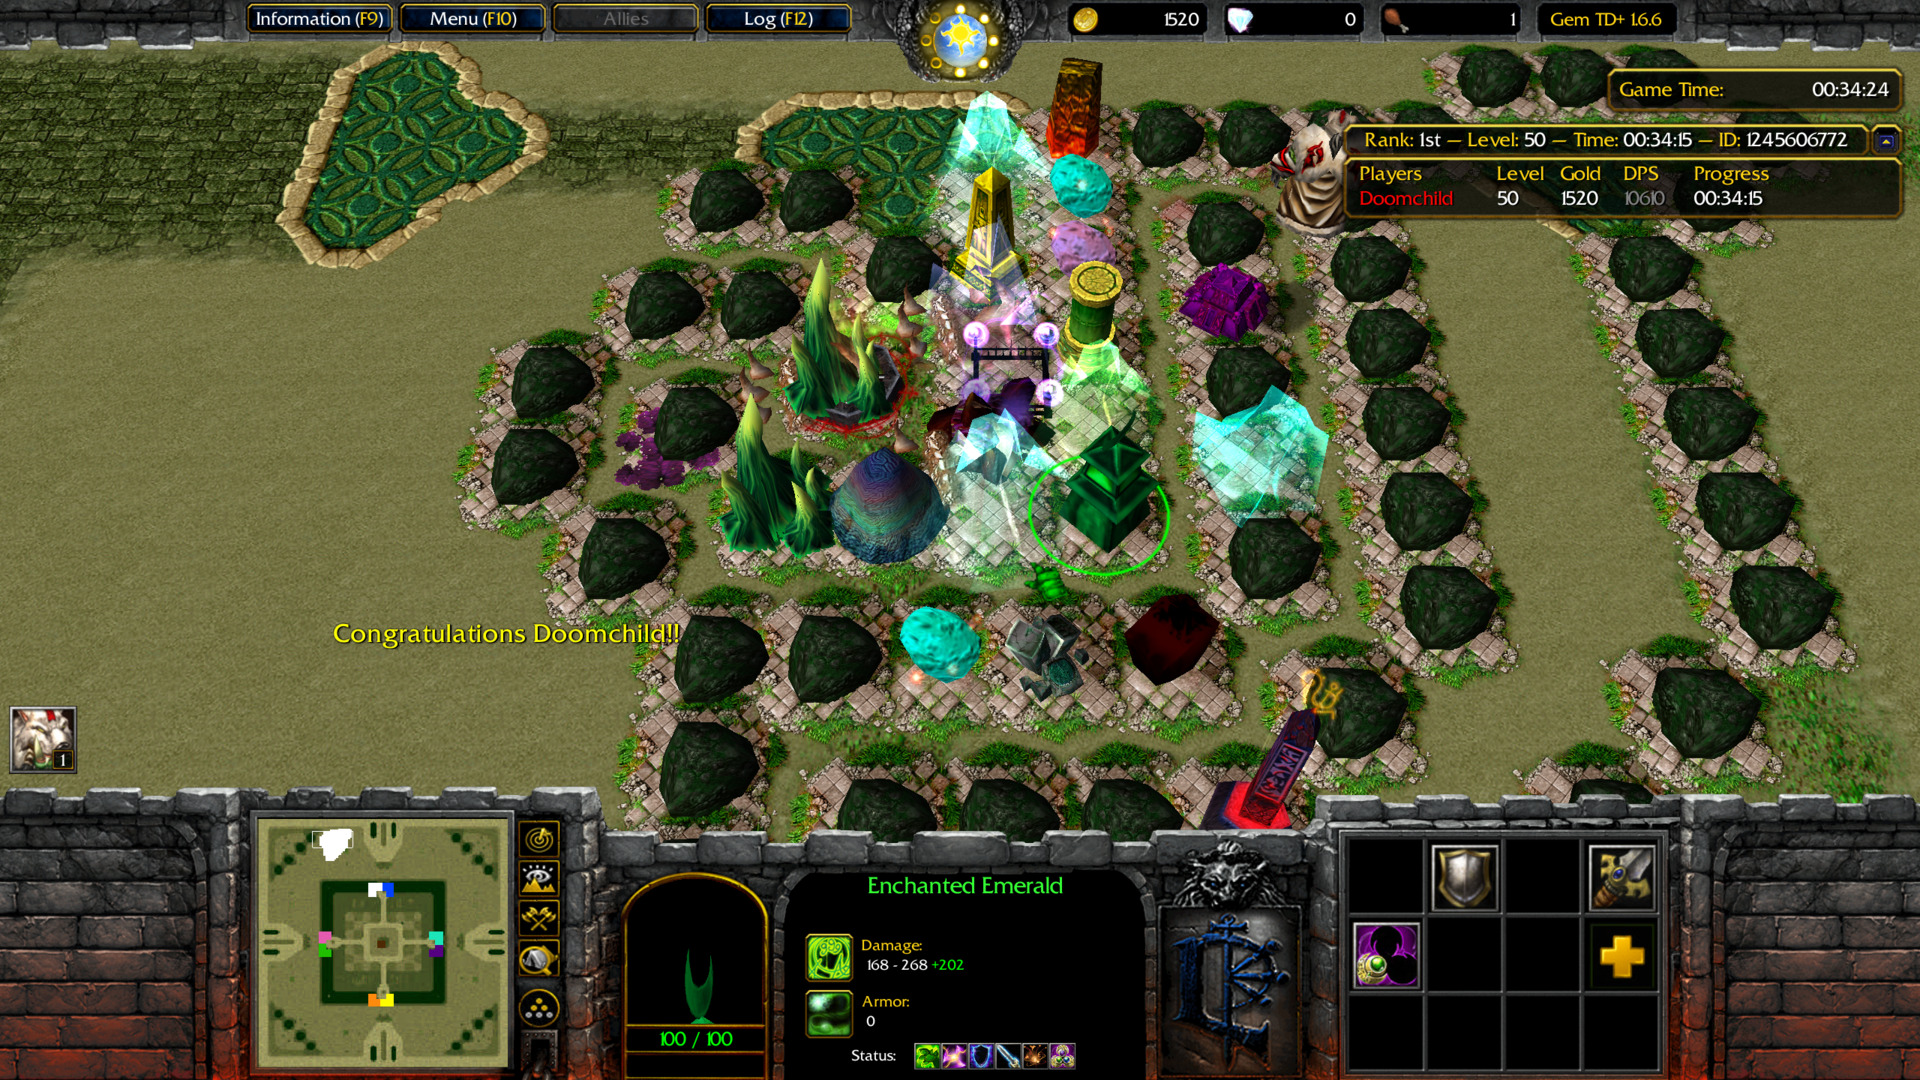 Information (F9) Menu (F10) Allies Log (F12) 1520 0 1 Gem TD+ 1.6.6
Game Time: 00:34:24
Rank: 1st — Level: 50 — Time: 00:34:15 — ID: 1245606772
Players Level Gold DPS Progress
Doomchild 50 1520 10610 00:34:15
Congratulations Doomchild!!
1
Enchanted Emerald
Damage:
168 - 268 +202
Armor:
0
100 / 100
Status: